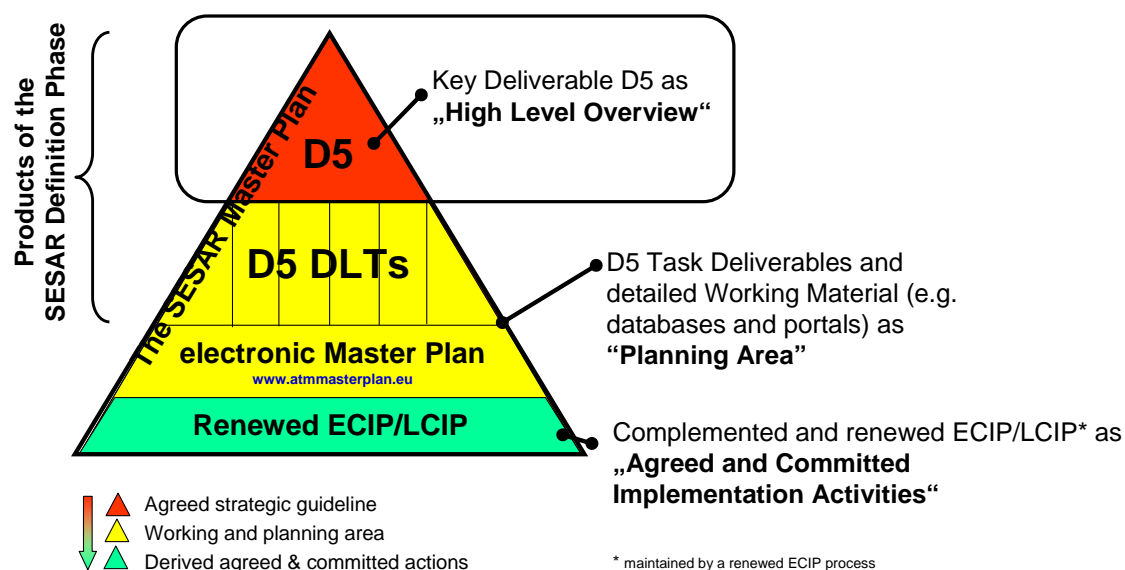 Products of the
SESAR Definition Phase
The SESAR Master Plan
D5
Key Deliverable D5 as
„High Level Overview“
D5 DLTs
D5 Task Deliverables and
detailed Working Material (e.g.
databases and portals) as
“Planning Area”
electronic Master Plan
www.atmmasterplan.eu
Renewed ECIP/LCIP
Complemented and renewed ECIP/LCIP* as
„Agreed and Committed
Implementation Activities“
Agreed strategic guideline
Working and planning area
Derived agreed & committed actions
* maintained by a renewed ECIP process